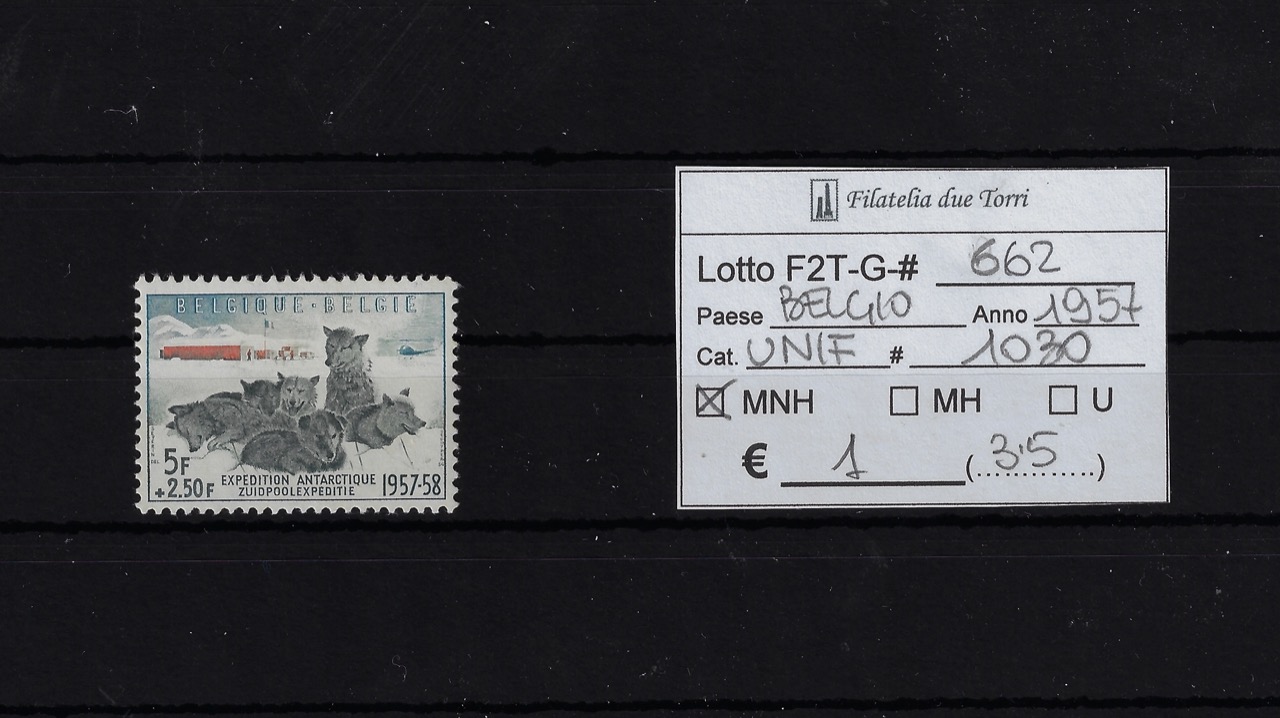 BELGIQUE · BELGIE
5F
+2.50F
EXPEDITION ANTARCTIQUE
ZUIDPOOLEXPEDITIE
1957-58
Filatelia due Torri
Lotto F2T-G-# 662
Paese BELGIO Anno 1957
Cat. UNIF # 1030
☒ MNH ☐ MH ☐ U
€ 1 (3.5)